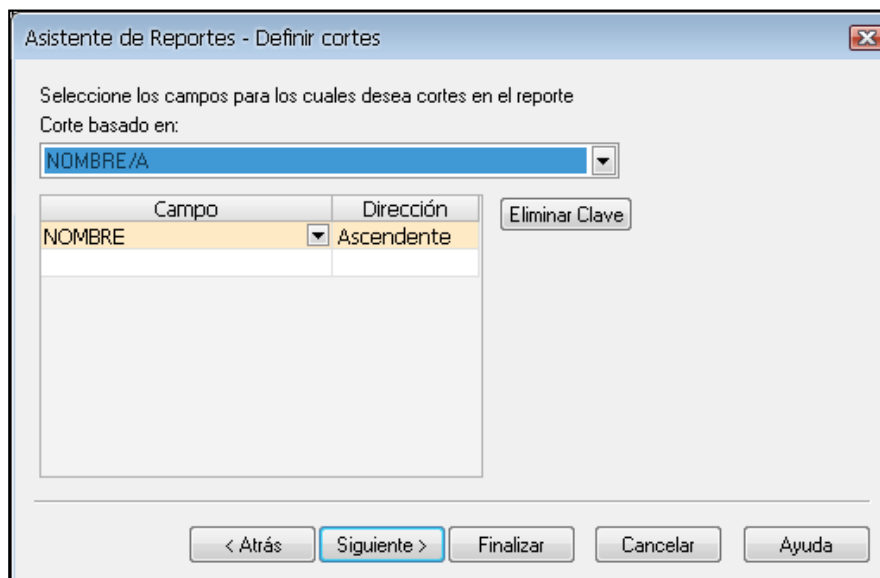 Asistente de Reportes - Definir cortes
Seleccione los campos para los cuales desea cortes en el reporte
Corte basado en:
NOMBRE/A
Campo Dirección
Eliminar Clave
NOMBRE Ascendente
< Atrás Siguiente > Finalizar Cancelar Ayuda